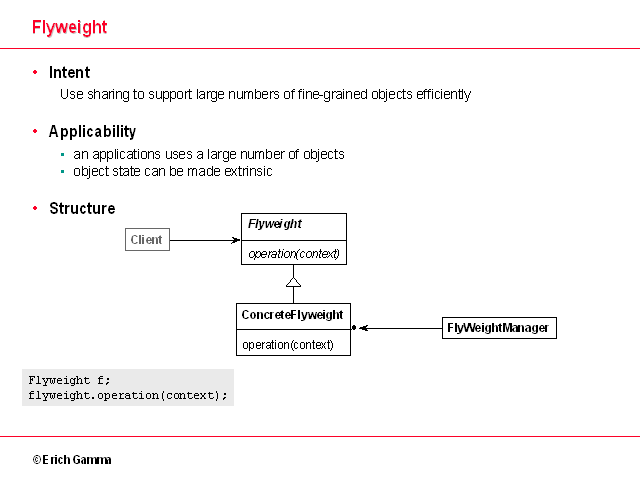 Flyweight
• Intent
Use sharing to support large numbers of fine-grained objects efficiently
• Applicability
• an applications uses a large number of objects
• object state can be made extrinsic
• Structure
Flyweight
Client
operation(context)
ConcreteFlyweight
FlyWeightManager
operation(context)
Flyweight f;
flyweight.operation(context);
© Erich Gamma